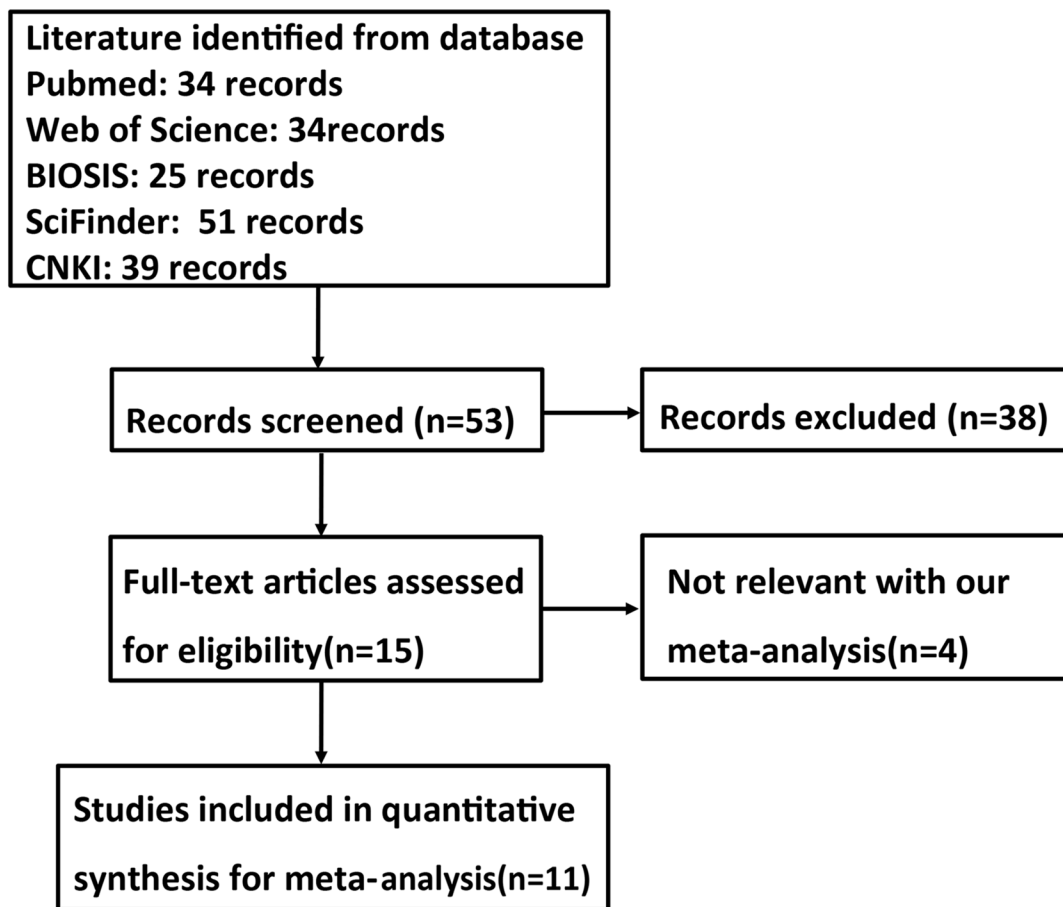 Literature identified from database
Pubmed: 34 records
Web of Science: 34records
BIOSIS: 25 records
SciFinder:  51 records
CNKI: 39 records
Records screened (n=53)
Records excluded (n=38)
Full-text articles assessed
for eligibility(n=15)
Not relevant with our
meta-analysis(n=4)
Studies included in quantitative
synthesis for meta-analysis(n=11)